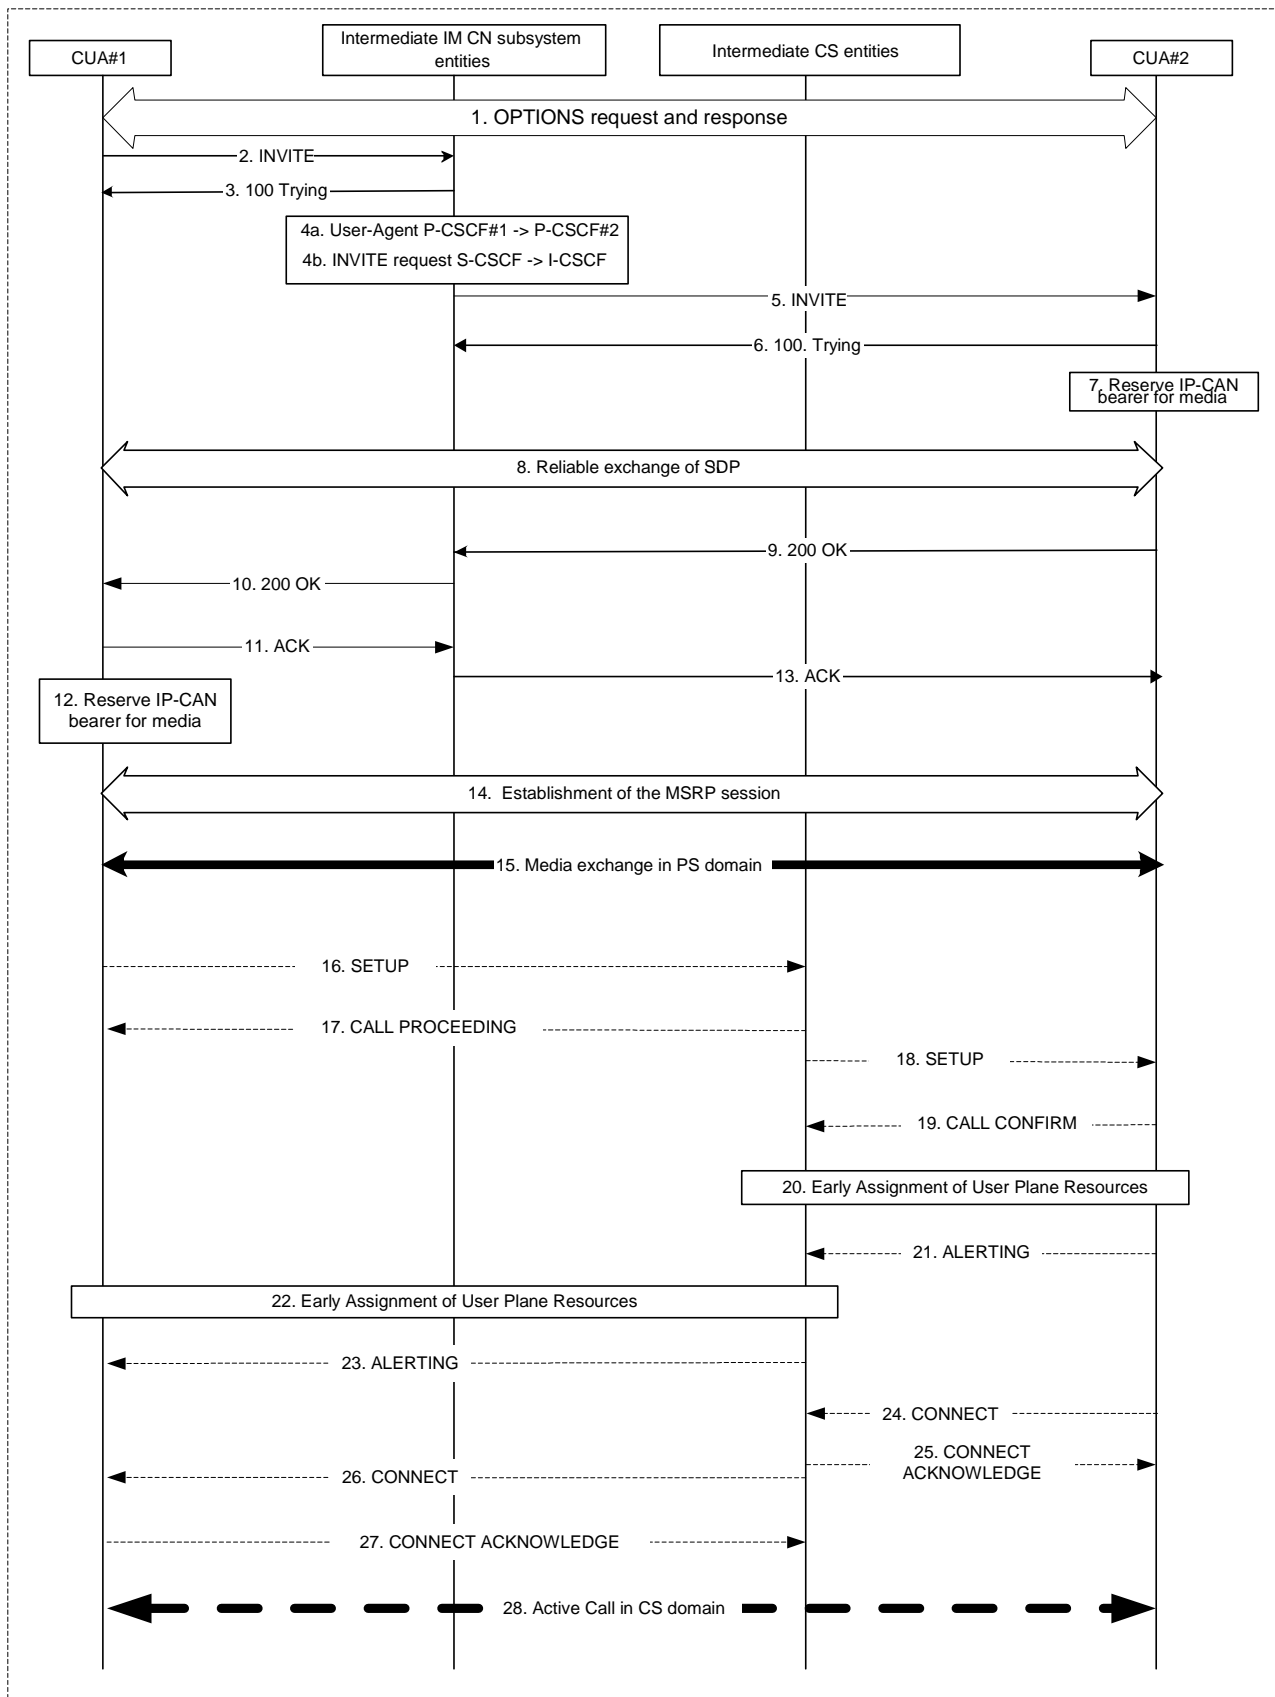 CUA#1
Intermediate IM CN subsystem
entities
Intermediate CS entities
CUA#2
1. OPTIONS request and response
2. INVITE
3. 100 Trying
4a. User-Agent P-CSCF#1 -> P-CSCF#2
4b. INVITE request S-CSCF -> I-CSCF
5. INVITE
6. 100. Trying
7. Reserve IP-CAN
bearer for media
8. Reliable exchange of SDP
9. 200 OK
10. 200 OK
11. ACK
13. ACK
12. Reserve IP-CAN
bearer for media
14. Establishment of the MSRP session
15. Media exchange in PS domain
16. SETUP
17. CALL PROCEEDING
18. SETUP
19. CALL CONFIRM
20. Early Assignment of User Plane Resources
21. ALERTING
22. Early Assignment of User Plane Resources
23. ALERTING
24. CONNECT
25. CONNECT
ACKNOWLEDGE
26. CONNECT
27. CONNECT ACKNOWLEDGE
28. Active Call in CS domain